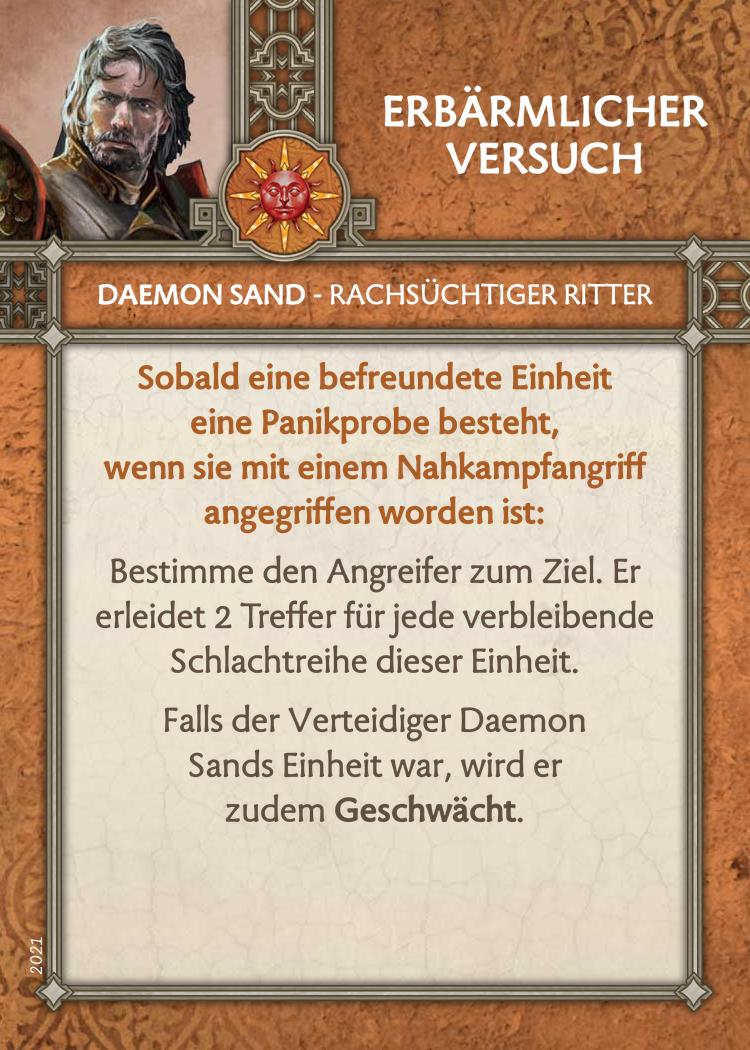 ERBÄRMLICHER
VERSUCH
DAEMON SAND - RACHSÜCHTIGER RITTER
Sobald eine befreundete Einheit
eine Panikprobe besteht,
wenn sie mit einem Nahkampfangriff
angegriffen worden ist:
Bestimme den Angreifer zum Ziel. Er
erleidet 2 Treffer für jede verbleibende
Schlachtreihe dieser Einheit.
Falls der Verteidiger Daemon
Sands Einheit war, wird er
zudem Geschwächt.
2021